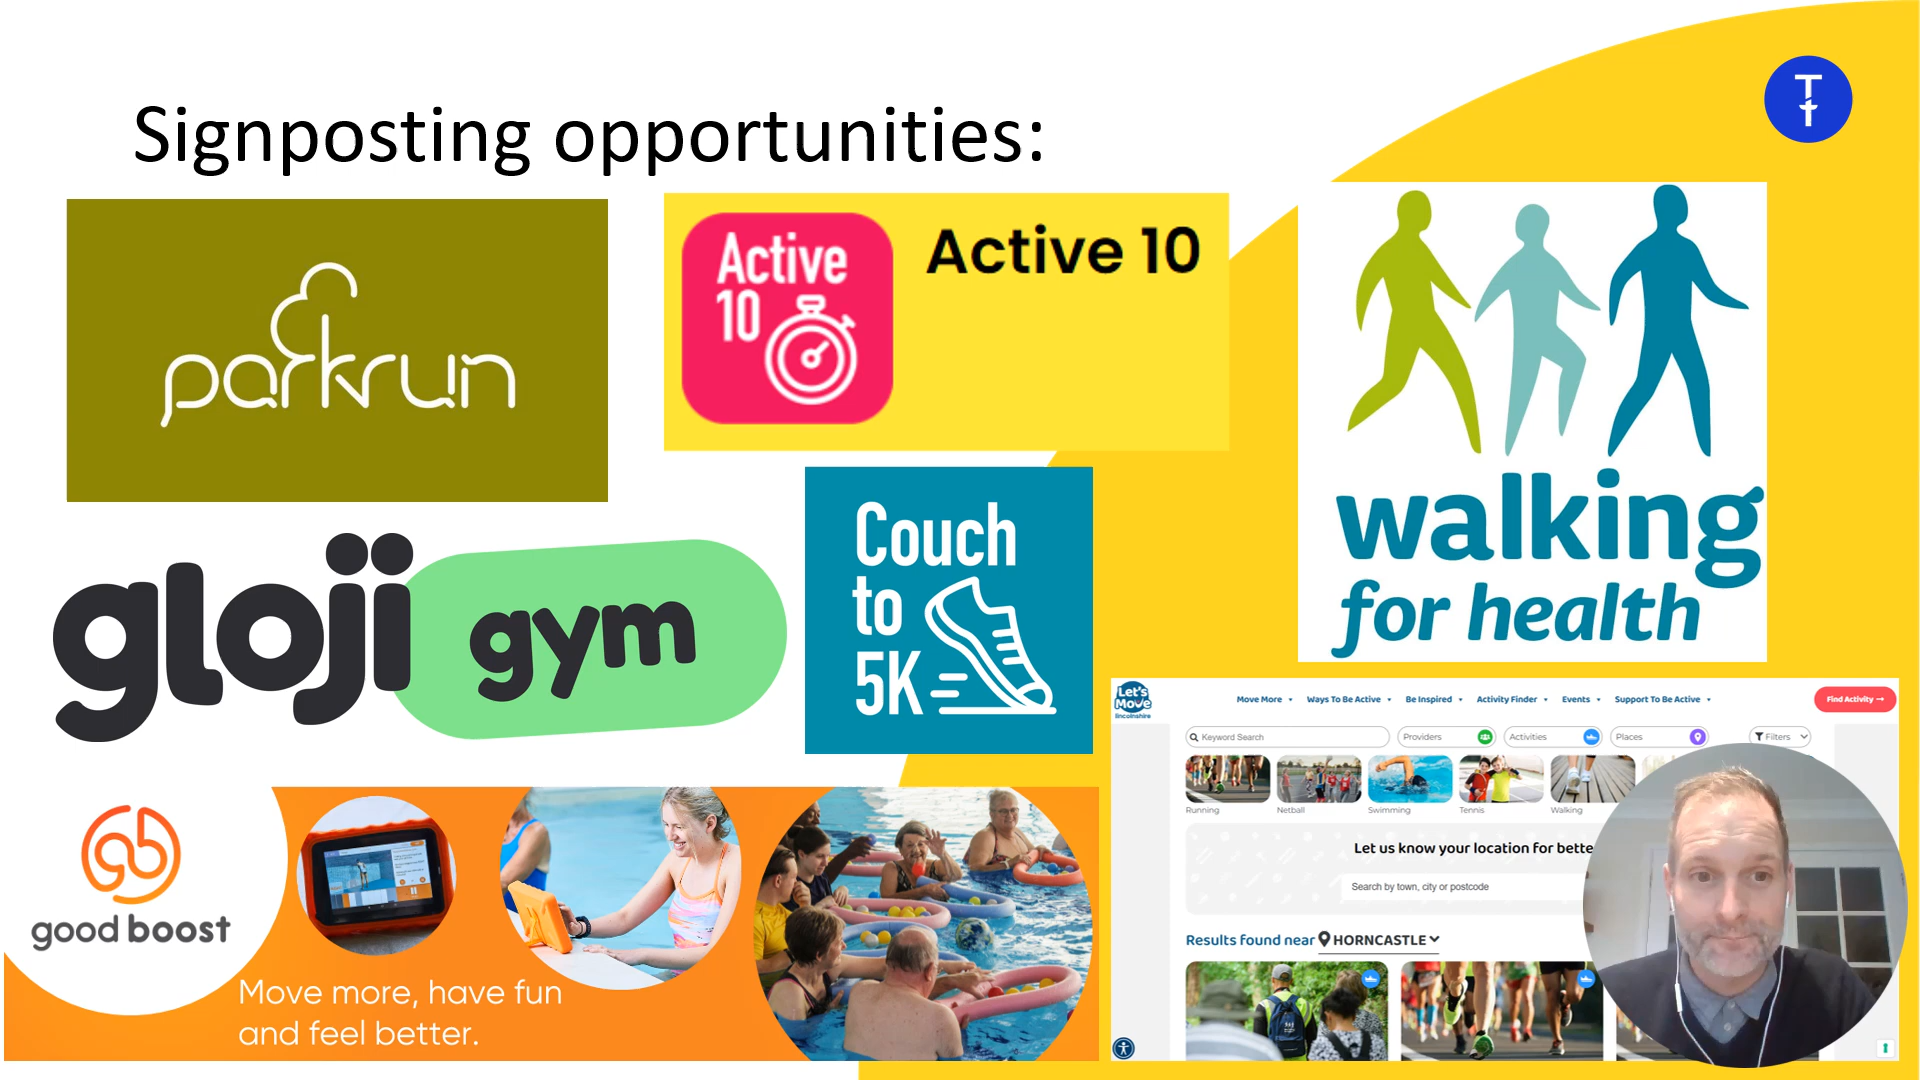 Signposting opportunities:
parkrun
Active
10
Active 10
walking
for health
gloji gym
Couch
to
5K
good boost
Move more, have fun
and feel better.
Let's
Move
lincolnshire
Move More
Ways To Be Active
Be Inspired
Activity Finder
Events
Support To Be Active
Find Activity →
Keyword Search
Providers
Activities
Places
Filters
Running
Netball
Swimming
Tennis
Walking
Let us know your location for bette
Search by town, city or postcode
Results found near HORNCASTLE